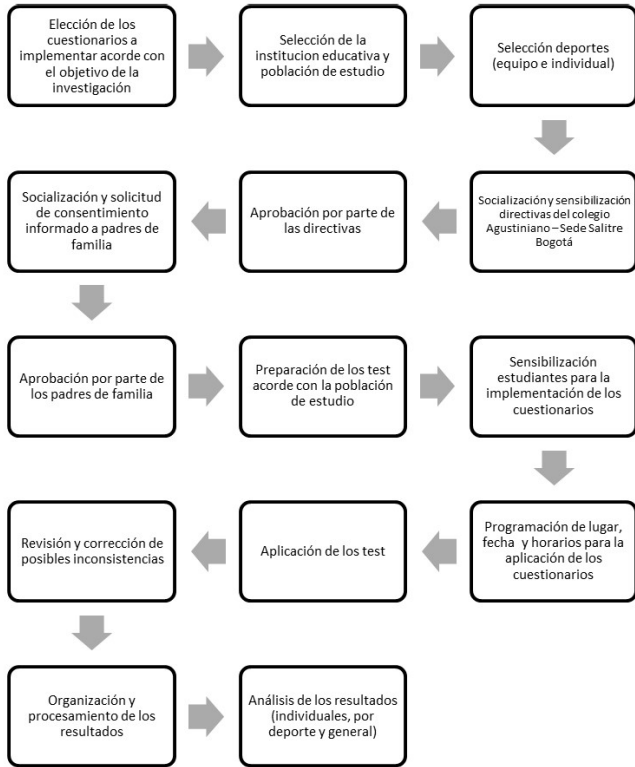 Elección de los
cuestionarios a
implementar acorde con
el objetivo de la
investigación
Selección de la
institucion educativa y
población de estudio
Selección deportes
(equipo e individual)
Socialización y sensibilización
directivas del colegio
Agustiniano – Sede Salitre
Bogotá
Aprobación por parte de
las directivas
Socialización y solicitud
de consentimiento
informado a padres de
familia
Aprobación por parte de
los padres de familia
Preparación de los test
acorde con la población
de estudio
Sensibilización
estudiantes para la
implementación de los
cuestionarios
Programación de lugar,
fecha y horarios para la
aplicación de los
cuestionarios
Aplicación de los test
Revisión y corrección de
posibles inconsistencias
Organización y
procesamiento de los
resultados
Análisis de los resultados
(individuales, por
deporte y general)